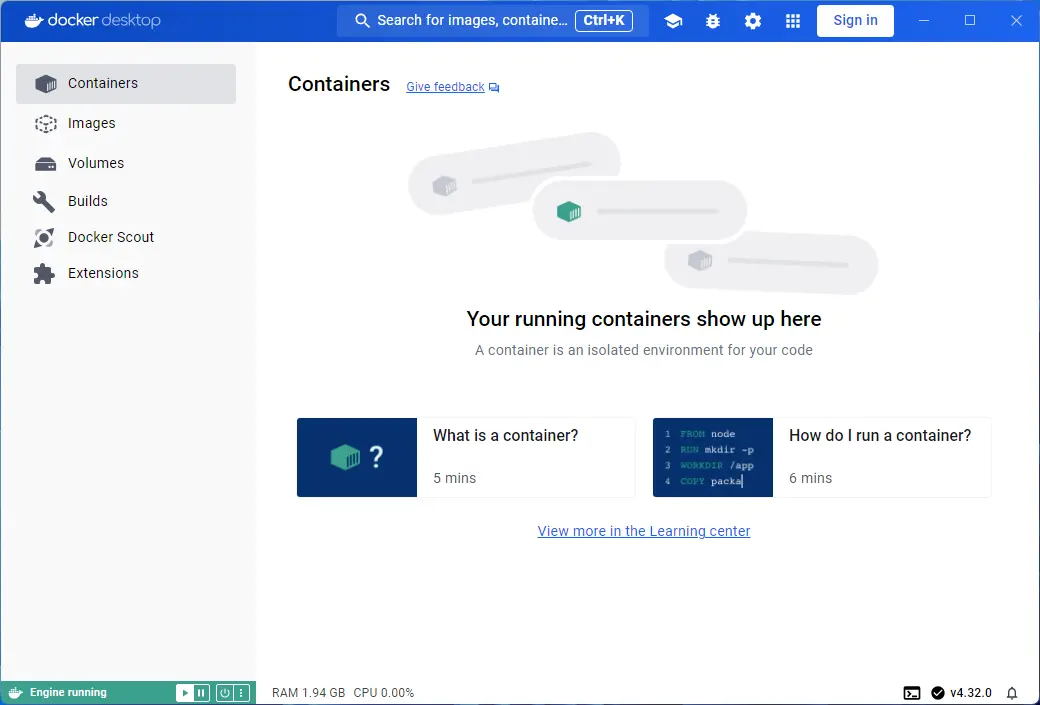 docker desktop
Search for images, containe... Ctrl+K
Sign in
Containers
Images
Volumes
Builds
Docker Scout
Extensions
Containers Give feedback
Your running containers show up here
A container is an isolated environment for your code
?
What is a container?
5 mins
1 FROM node
2 RUN mkdir -p
3 WORKDIR /app
4 COPY packa
How do I run a container?
6 mins
View more in the Learning center
Engine running
RAM 1.94 GB CPU 0.00%
v4.32.0